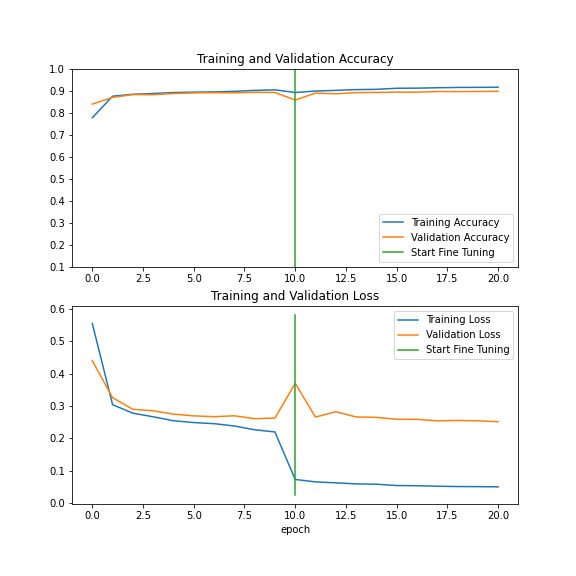 Training and Validation Accuracy
1.0
0.9
0.8
0.7
0.6
0.5
0.4
0.3
0.2
0.1
Training Accuracy
Validation Accuracy
Start Fine Tuning
0.0 2.5 5.0 7.5 10.0 12.5 15.0 17.5 20.0
Training and Validation Loss
0.6
0.5
0.4
0.3
0.2
0.1
0.0
Training Loss
Validation Loss
Start Fine Tuning
0.0 2.5 5.0 7.5 10.0 12.5 15.0 17.5 20.0
epoch